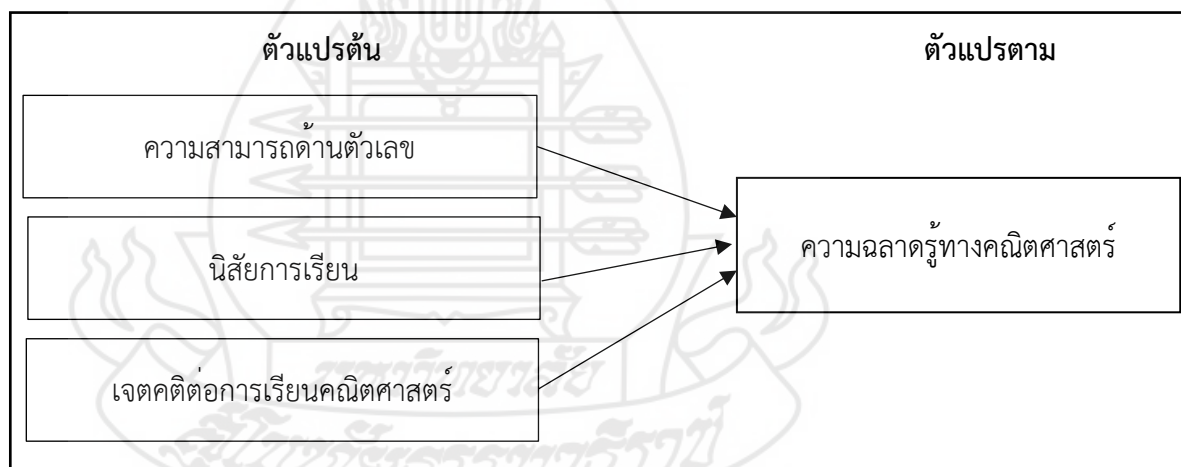 ตัวแปรต้น
ตัวแปรตาม
ความสามารถด้านตัวเลข
นิสัยการเรียน
เจตคติต่อการเรียนคณิตศาสตร์
ความฉลาดรู้ทางคณิตศาสตร์